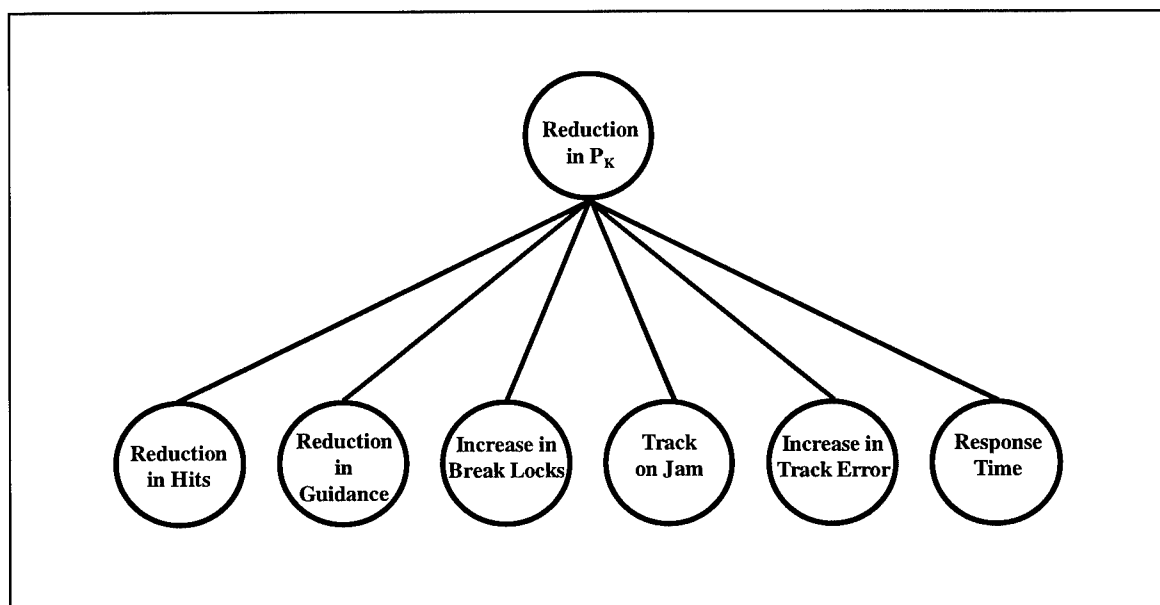 Reduction
in PK
Reduction
in Hits
Reduction
in
Guidance
Increase in
Break Locks
Track
on Jam
Increase in
Track Error
Response
Time